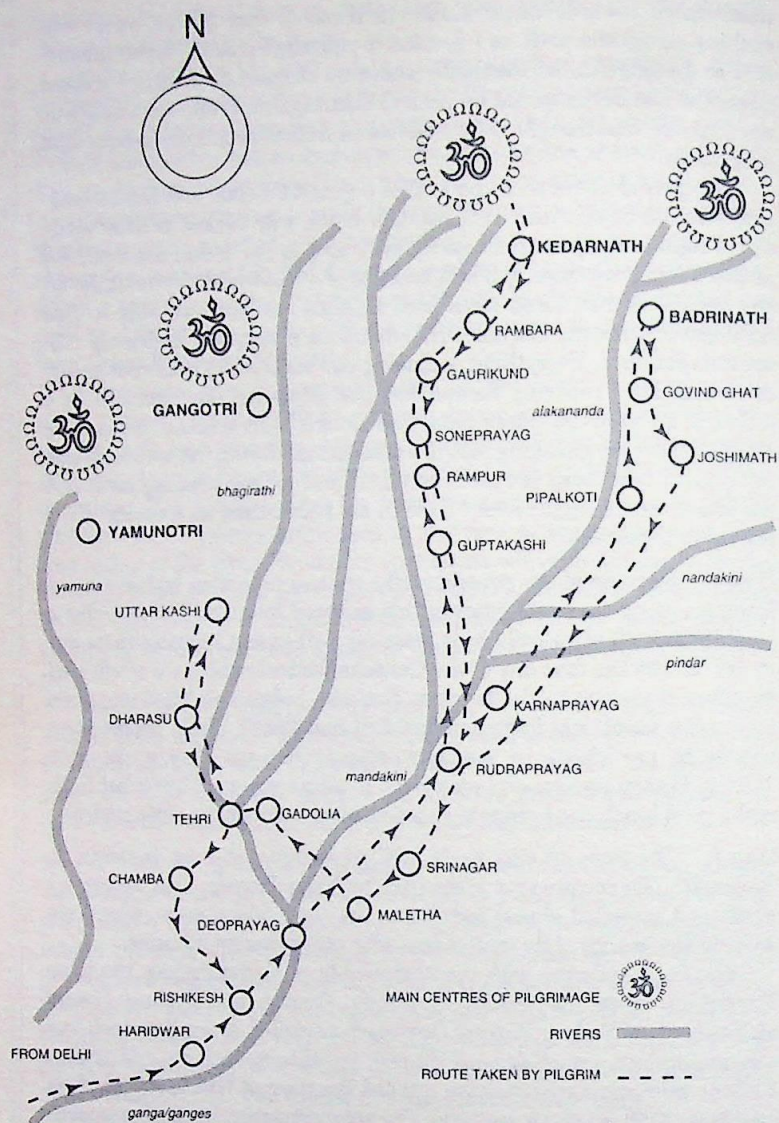 N
ॐ
ॐ
KEDARNATH
BADRINATH
RAMBARA
ॐ
GAURIKUND
GOVIND GHAT
GANGOTRI
alakananda
ॐ
SONEPRAYAG
JOSHIMATH
RAMPUR
bhagirathi
PIPALKOTI
YAMUNOTRI
GUPTAKASHI
yamuna
nandakini
UTTAR KASHI
pindar
KARNAPRAYAG
DHARASU
RUDRAPRAYAG
mandakini
TEHRI
GADOLIA
SRINAGAR
CHAMBA
MALETHA
DEOPRAYAG
RISHIKESH
MAIN CENTRES OF PILGRIMAGE ॐ
HARIDWAR
RIVERS
FROM DELHI
ROUTE TAKEN BY PILGRIM
ganga/ganges